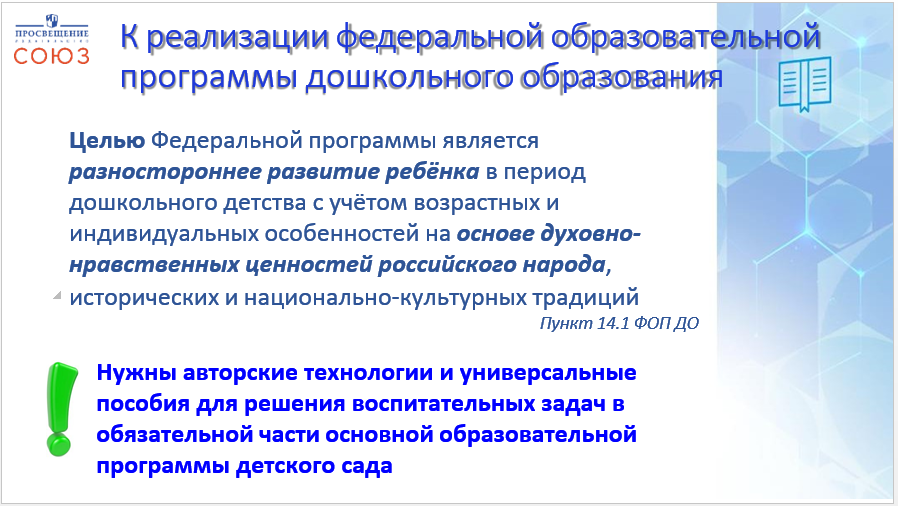 ПРОСВЕЩЕНИЕ
СОЮЗ
К реализации федеральной образовательной
программы дошкольного образования
Целью Федеральной программы является
разностороннее развитие ребёнка в период
дошкольного детства с учётом возрастных и
индивидуальных особенностей на основе духовно-
нравственных ценностей российского народа,
исторических и национально-культурных традиций
Пункт 14.1 ФОП ДО
Нужны авторские технологии и универсальные
пособия для решения воспитательных задач в
обязательной части основной образовательной
программы детского сада